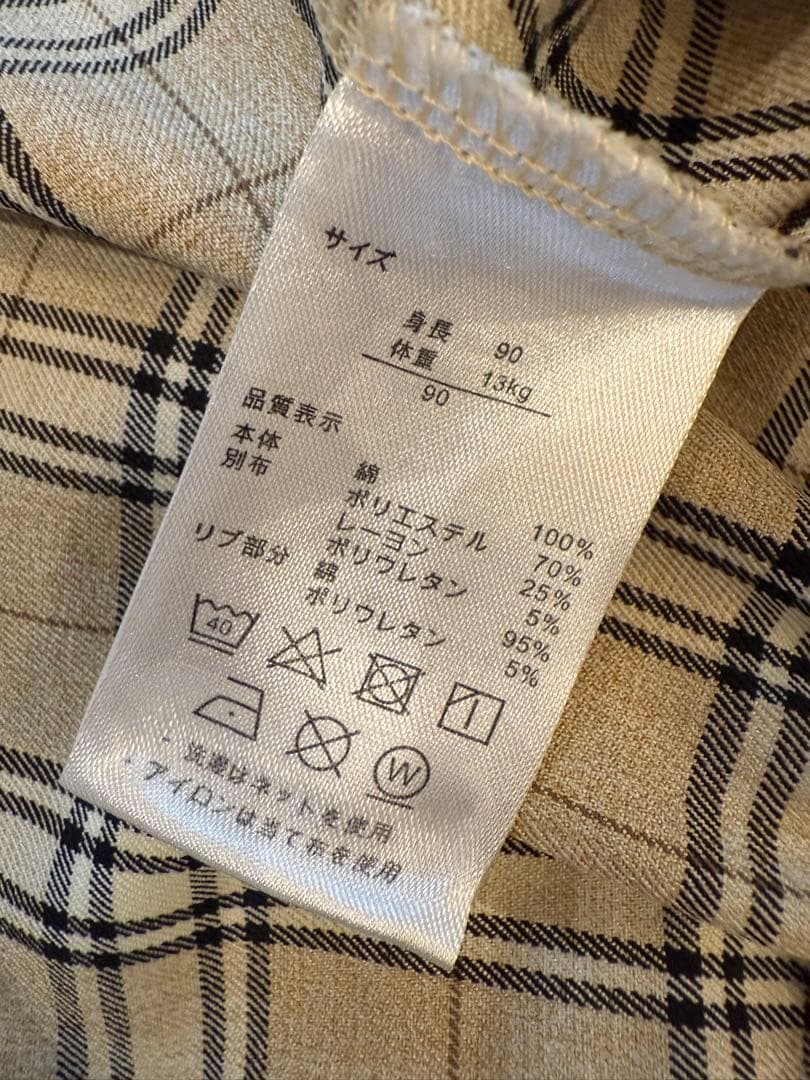 サイズ
身長 90
体重 13kg
90
品質表示
本体 綿 100%
別布 ポリエステル 70%
レーヨン 25%
ポリウレタン 5%
リブ部分 綿 95%
ポリウレタン 5%
40
W
・洗濯はネットを使用
・アイロンは当て布を使用